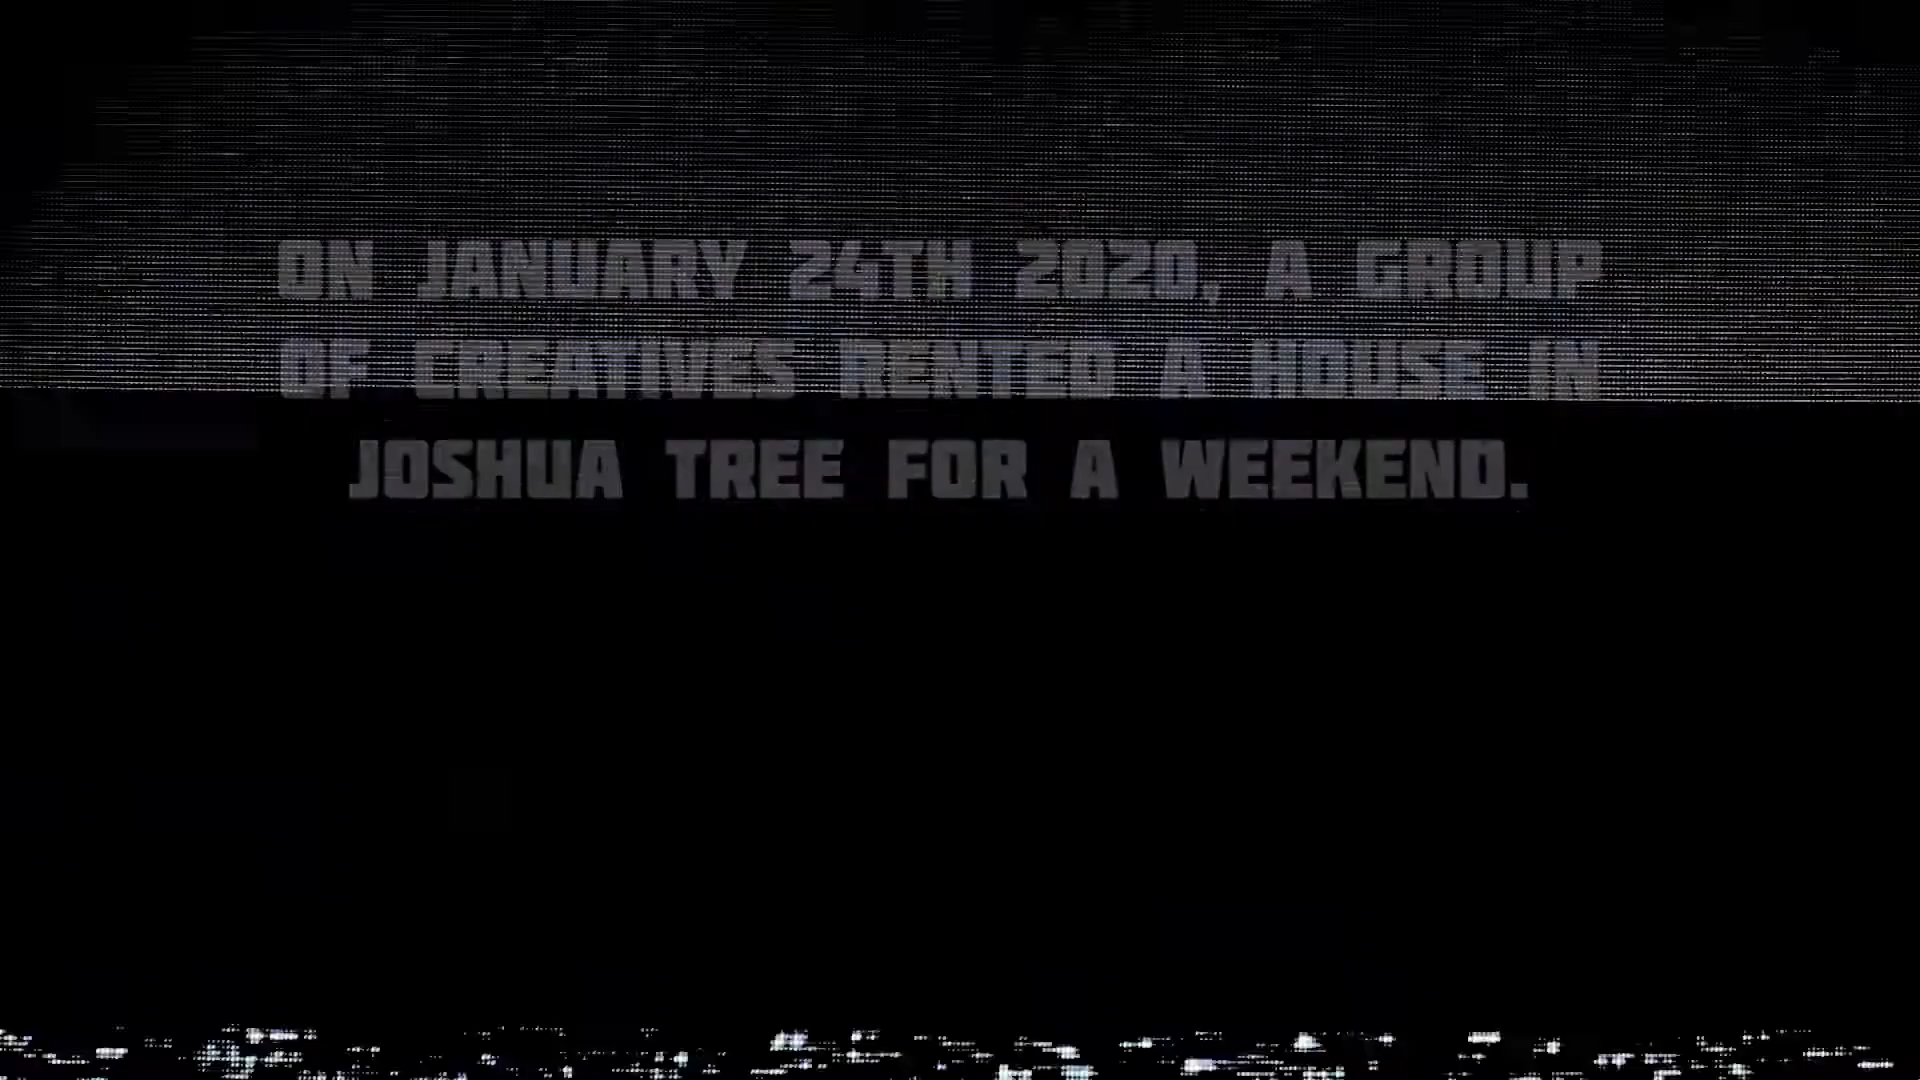 ON JANUARY 24TH 2020, A GROUP
OF CREATIVES RENTED A HOUSE IN
JOSHUA TREE FOR A WEEKEND.